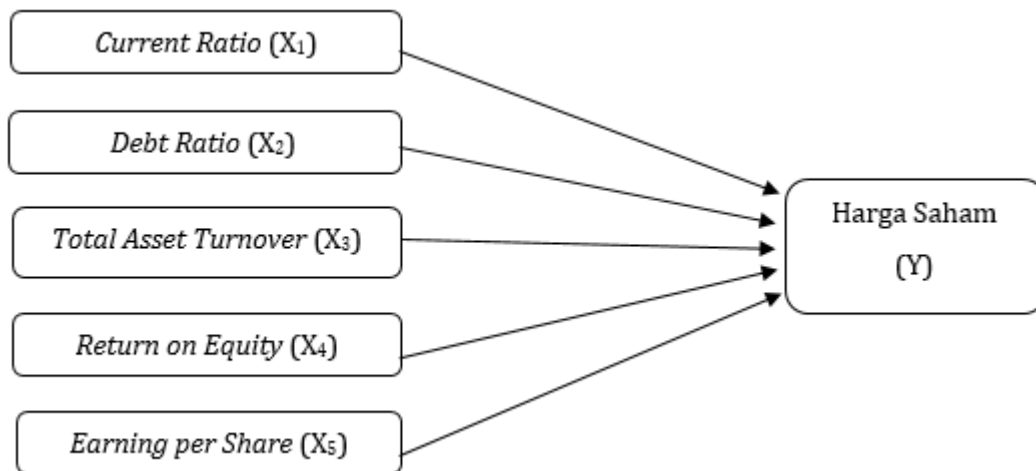 Current Ratio (X₁)
Debt Ratio (X₂)
Total Asset Turnover (X₃)
Return on Equity (X₄)
Earning per Share (X₅)
Harga Saham
(Y)